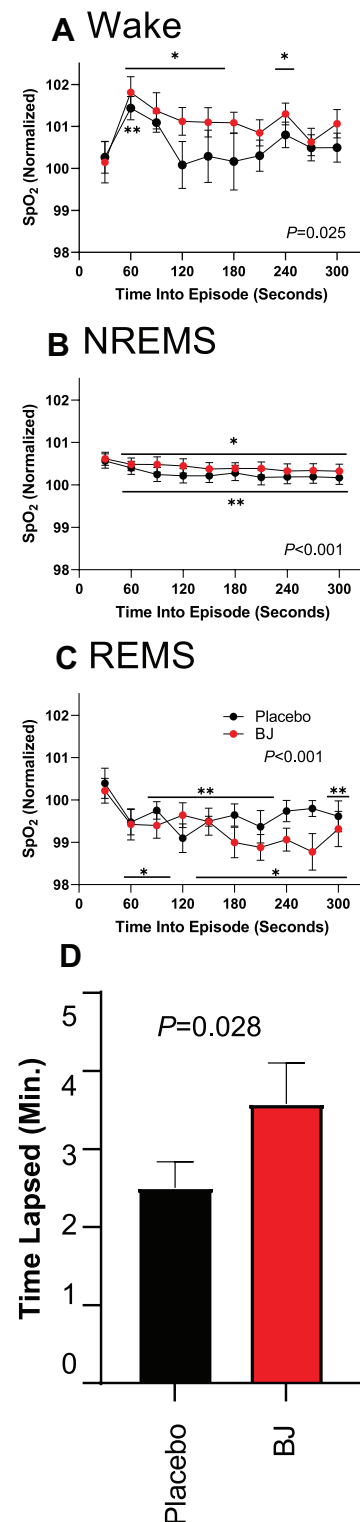 A Wake
* *
102
101
100
99
98
**
SpO2 (Normalized)
P=0.025
0 60 120 180 240 300
Time Into Episode (Seconds)
B NREMS
102
101
100
99
98
SpO2 (Normalized)
*
**
P<0.001
0 60 120 180 240 300
Time Into Episode (Seconds)
C REMS
102
101
100
99
98
SpO2 (Normalized)
Placebo
BJ
P<0.001
** **
* *
0 60 120 180 240 300
Time Into Episode (Seconds)
D
5
4
3
2
1
0
Time Lapsed (Min.)
P=0.028
Placebo
BJ